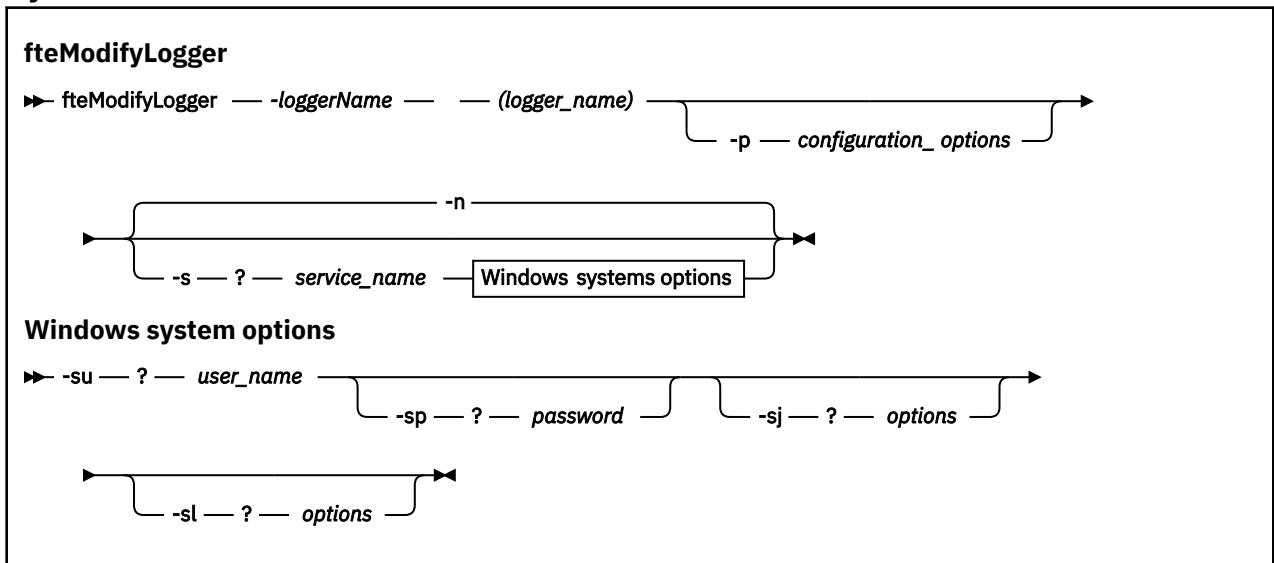 fteModifyLogger
fteModifyLogger -loggerName (logger_name)
-p configuration_ options
-n
-s ? service_name Windows systems options
Windows system options
-su ? user_name
-sp ? password -sj ? options
-sl ? options